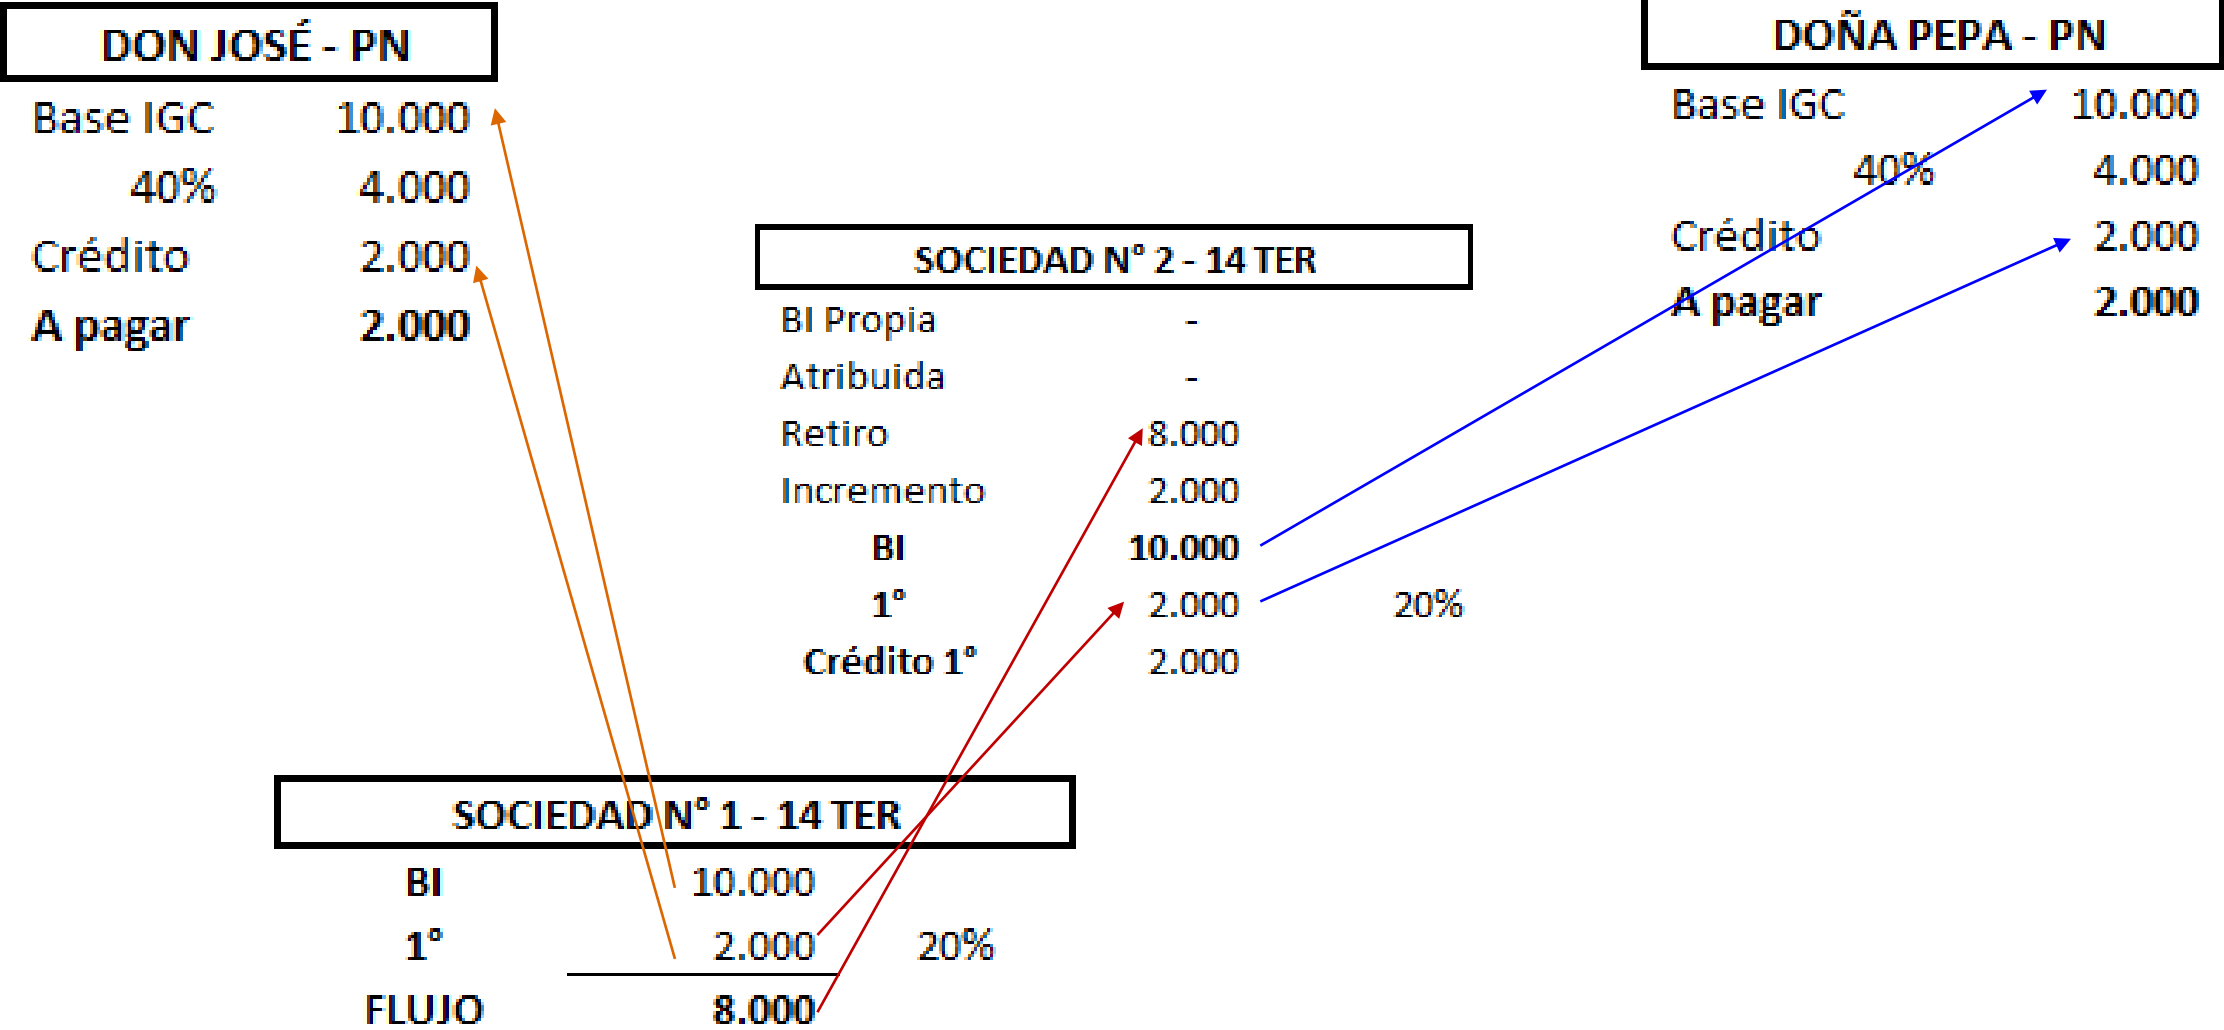 DON JOSÉ - PN
Base IGC 10.000
40% 4.000
Crédito 2.000
A pagar 2.000
DOÑA PEPA - PN
Base IGC 10.000
40% 4.000
Crédito 2.000
A pagar 2.000
SOCIEDAD N° 2 - 14 TER
BI Propia -
Atribuida -
Retiro 8.000
Incremento 2.000
BI 10.000
1° 2.000 20%
Crédito 1° 2.000
SOCIEDAD N° 1 - 14 TER
BI 10.000
1° 2.000 20%
FLUJO 8.000